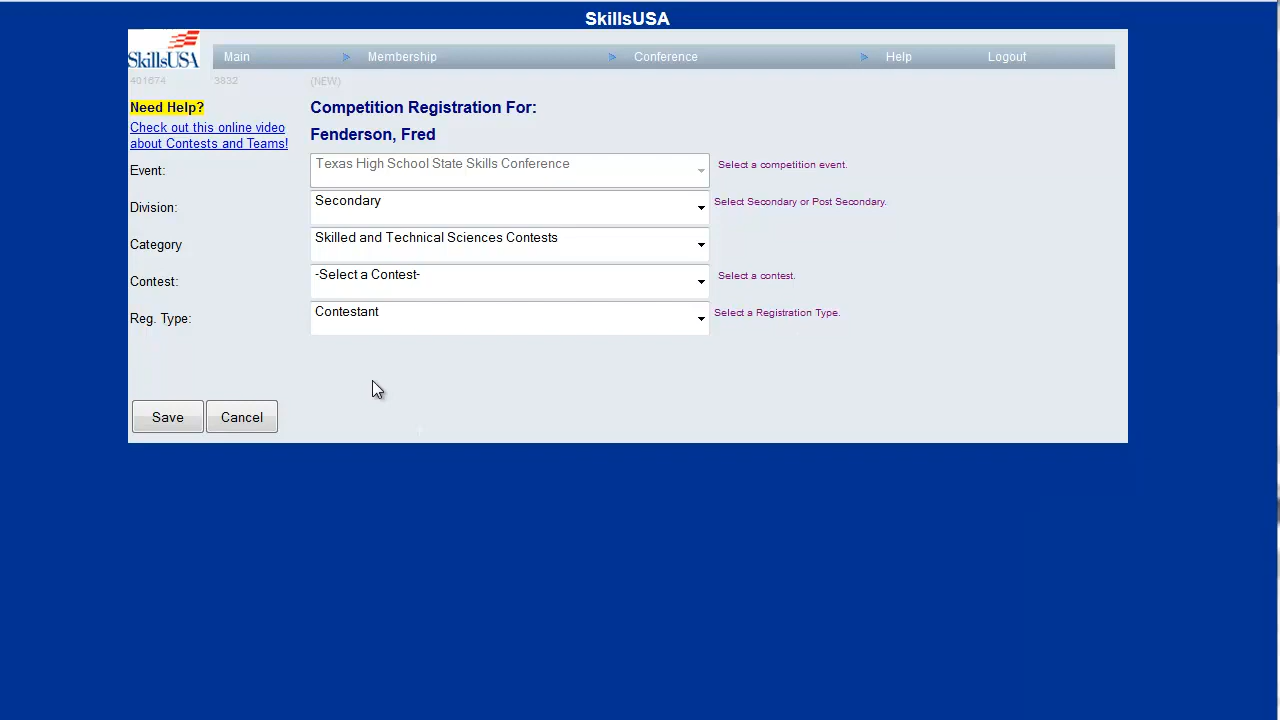 SkillsUSA
SkillsUSA
Main Membership Conference Help Logout
401674 3832 (NEW)
Need Help? Competition Registration For:
Check out this online video
about Contests and Teams!
Fenderson, Fred
Event: Texas High School State Skills Conference Select a competition event.
Division: Secondary Select Secondary or Post Secondary.
Category Skilled and Technical Sciences Contests
Contest: -Select a Contest- Select a contest.
Reg. Type: Contestant Select a Registration Type.
Save Cancel